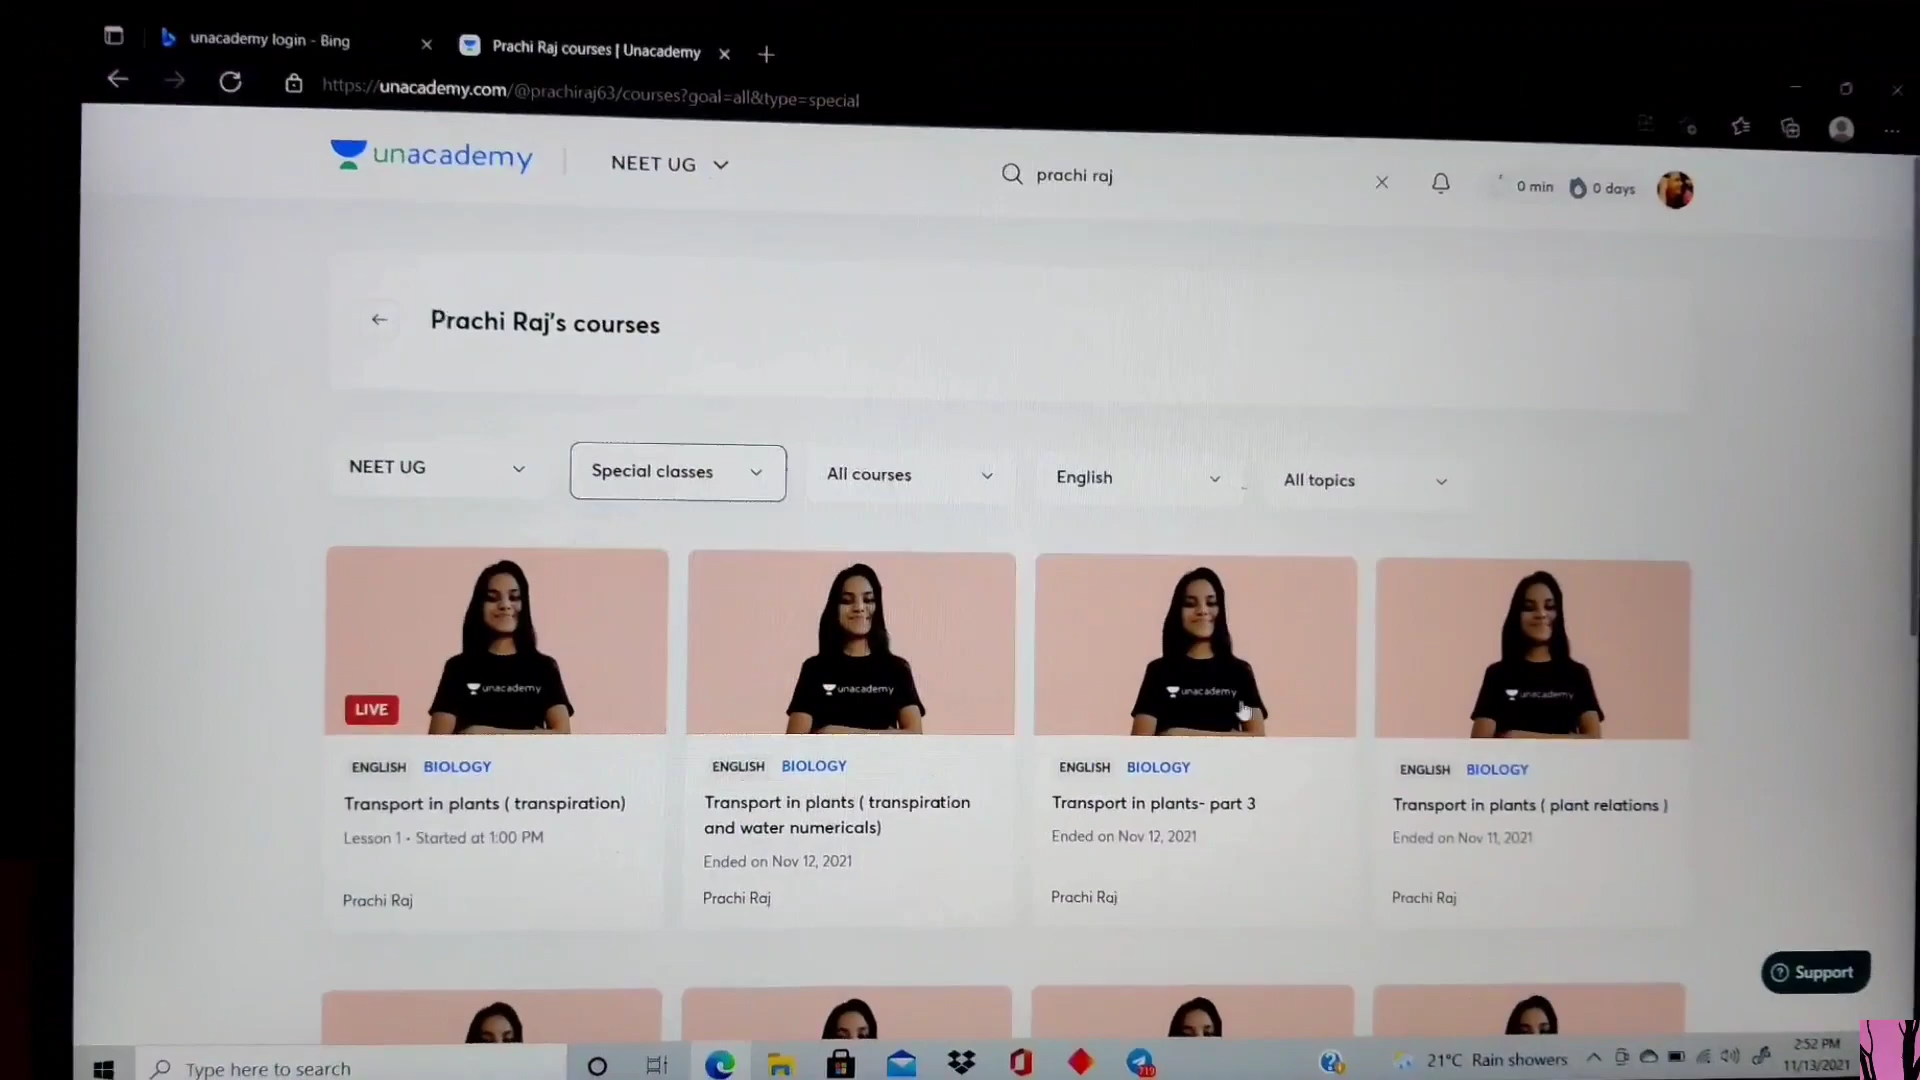 unacademy login - Bing
Prachi Raj courses | Unacademy
https://unacademy.com/@prachiraj63/courses?goal=all&type=special
unacademy
NEET UG
prachi raj
0 min
0 days
Prachi Raj's courses
NEET UG
Special classes
All courses
English
All topics
unacademy
unacademy
unacademy
unacademy
LIVE
ENGLISH BIOLOGY
Transport in plants ( transpiration)
Lesson 1 • Started at 1:00 PM
Prachi Raj
ENGLISH BIOLOGY
Transport in plants ( transpiration
and water numericals)
Ended on Nov 12, 2021
Prachi Raj
ENGLISH BIOLOGY
Transport in plants- part 3
Ended on Nov 12, 2021
Prachi Raj
ENGLISH BIOLOGY
Transport in plants ( plant relations )
Ended on Nov 11, 2021
Prachi Raj
Support
Type here to search
219
21°C Rain showers
2:52 PM
11/13/2021